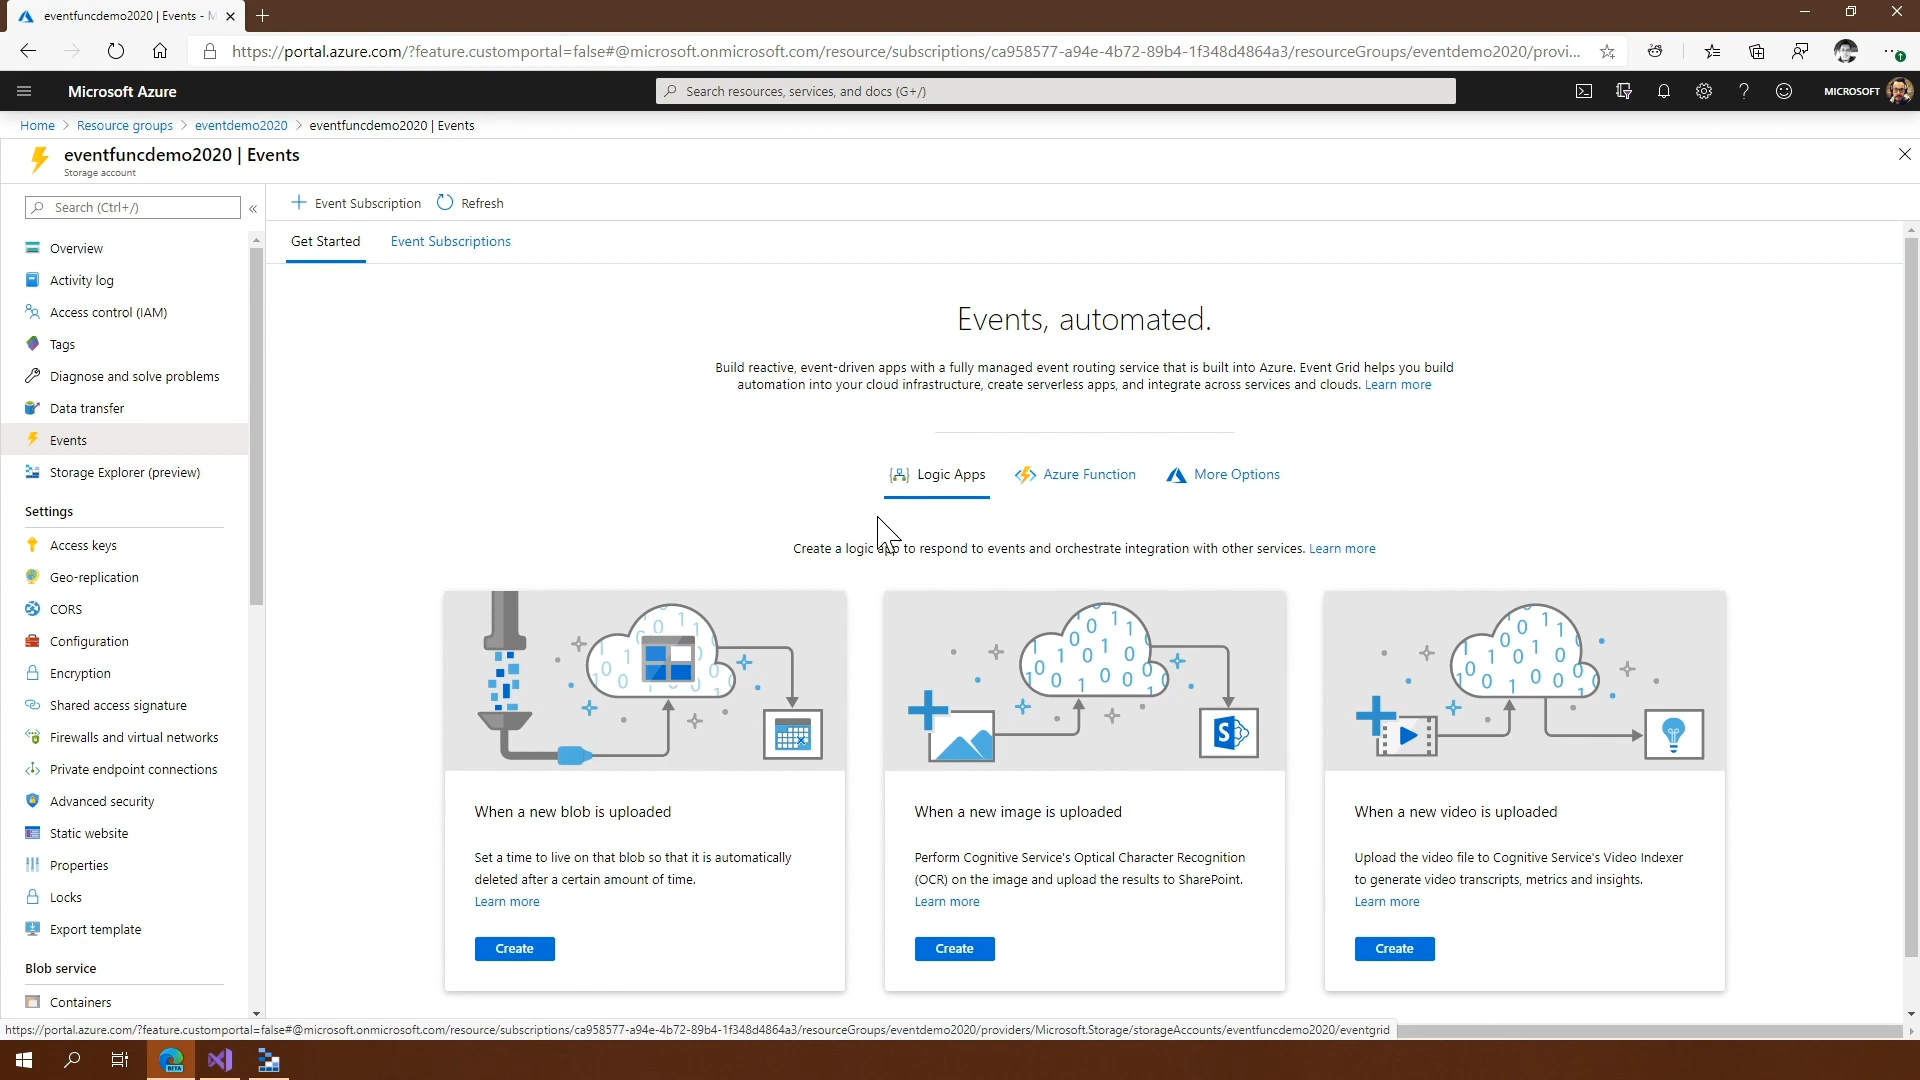 eventfuncdemo2020 | Events - M
https://portal.azure.com/?feature.customportal=false#@microsoft.onmicrosoft.com/resource/subscriptions/ca958577-a94e-4b72-89b4-1f348d4864a3/resourceGroups/eventdemo2020/provi...
Microsoft Azure
Search resources, services, and docs (G+/)
MICROSOFT
Home > Resource groups > eventdemo2020 > eventfuncdemo2020 | Events
eventfuncdemo2020 | Events
Storage account
Search (Ctrl+/)
Overview
Activity log
Access control (IAM)
Tags
Diagnose and solve problems
Data transfer
Events
Storage Explorer (preview)
Settings
Access keys
Geo-replication
CORS
Configuration
Encryption
Shared access signature
Firewalls and virtual networks
Private endpoint connections
Advanced security
Static website
Properties
Locks
Export template
Blob service
Containers
Event Subscription
Refresh
Get Started
Event Subscriptions
Events, automated.
Build reactive, event-driven apps with a fully managed event routing service that is built into Azure. Event Grid helps you build
automation into your cloud infrastructure, create serverless apps, and integrate across services and clouds. Learn more
Logic Apps
Azure Function
More Options
Create a logic app to respond to events and orchestrate integration with other services. Learn more
When a new blob is uploaded
Set a time to live on that blob so that it is automatically
deleted after a certain amount of time.
Learn more
Create
When a new image is uploaded
Perform Cognitive Service's Optical Character Recognition
(OCR) on the image and upload the results to SharePoint.
Learn more
Create
When a new video is uploaded
Upload the video file to Cognitive Service's Video Indexer
to generate video transcripts, metrics and insights.
Learn more
Create
https://portal.azure.com/?feature.customportal=false#@microsoft.onmicrosoft.com/resource/subscriptions/ca958577-a94e-4b72-89b4-1f348d4864a3/resourceGroups/eventdemo2020/providers/Microsoft.Storage/storageAccounts/eventfuncdemo2020/eventgrid
BETA